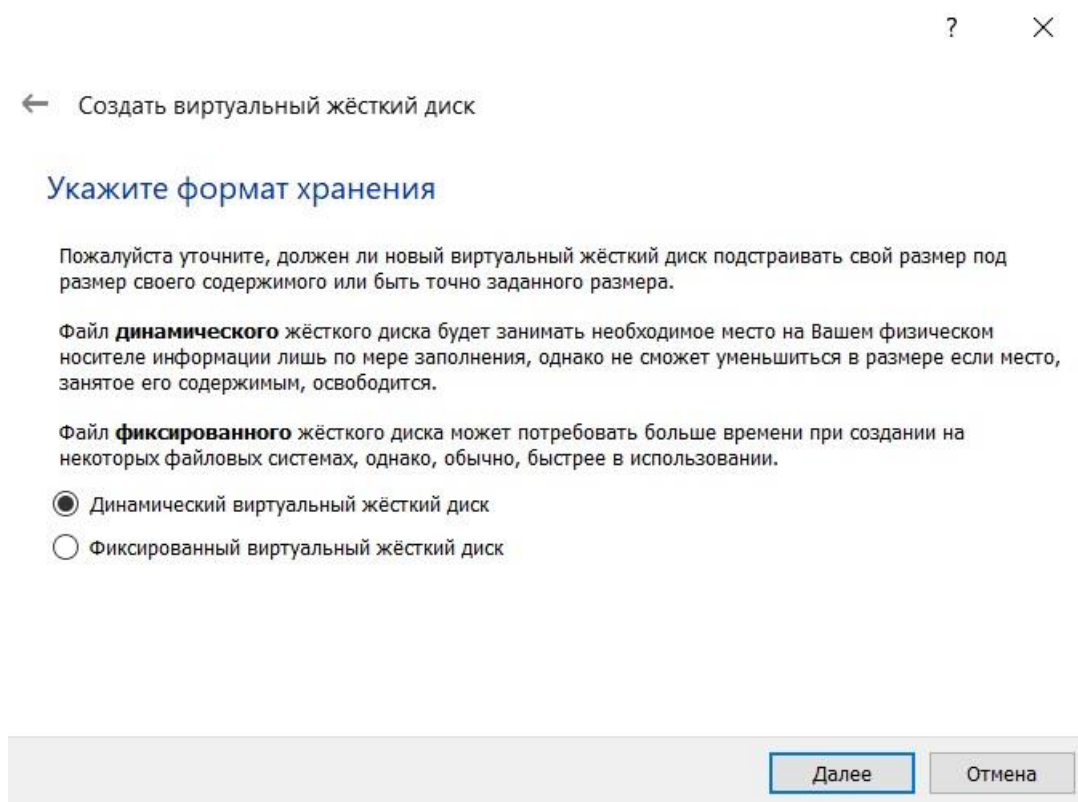 ?
Создать виртуальный жёсткий диск
Укажите формат хранения
Пожалуйста уточните, должен ли новый виртуальный жёсткий диск подстраивать свой размер под
размер своего содержимого или быть точно заданного размера.
Файл динамического жёсткого диска будет занимать необходимое место на Вашем физическом
носителе информации лишь по мере заполнения, однако не сможет уменьшиться в размере если место,
занятое его содержимым, освободится.
Файл фиксированного жёсткого диска может потребовать больше времени при создании на
некоторых файловых системах, однако, обычно, быстрее в использовании.
Динамический виртуальный жёсткий диск
Фиксированный виртуальный жёсткий диск
Далее
Отмена